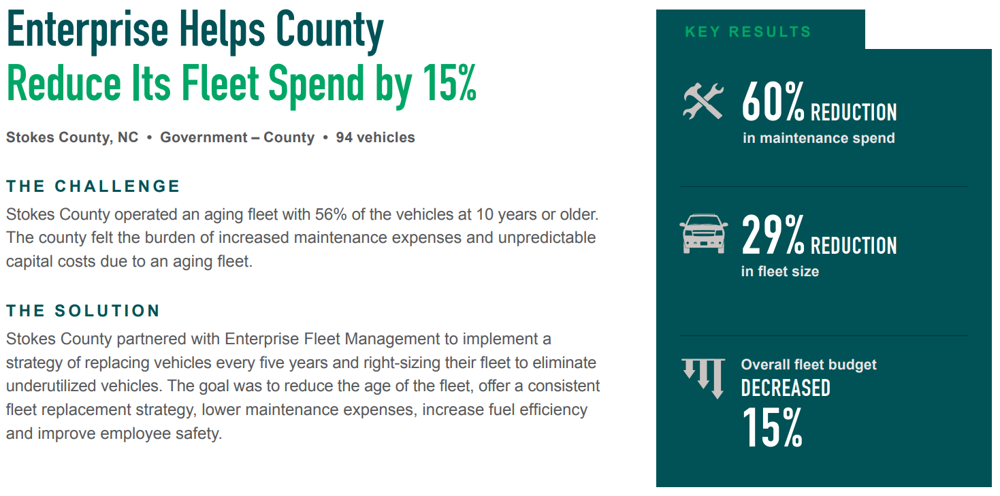 Enterprise Helps County
Reduce Its Fleet Spend by 15%
Stokes County, NC • Government – County • 94 vehicles
THE CHALLENGE
Stokes County operated an aging fleet with 56% of the vehicles at 10 years or older.
The county felt the burden of increased maintenance expenses and unpredictable
capital costs due to an aging fleet.
THE SOLUTION
Stokes County partnered with Enterprise Fleet Management to implement a
strategy of replacing vehicles every five years and right-sizing their fleet to eliminate
underutilized vehicles. The goal was to reduce the age of the fleet, offer a consistent
fleet replacement strategy, lower maintenance expenses, increase fuel efficiency
and improve employee safety.
KEY RESULTS
60% REDUCTION
in maintenance spend
29% REDUCTION
in fleet size
Overall fleet budget
DECREASED
15%